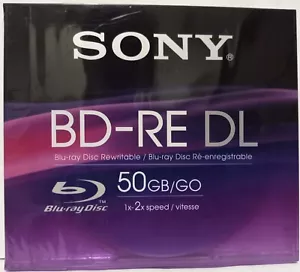 SONY®
BD-RE DL
Blu-ray Disc Rewritable / Blu-ray Disc Ré-enregistrable
Blu-ray Disc
50GB/GO
1x-2x speed / vitesse